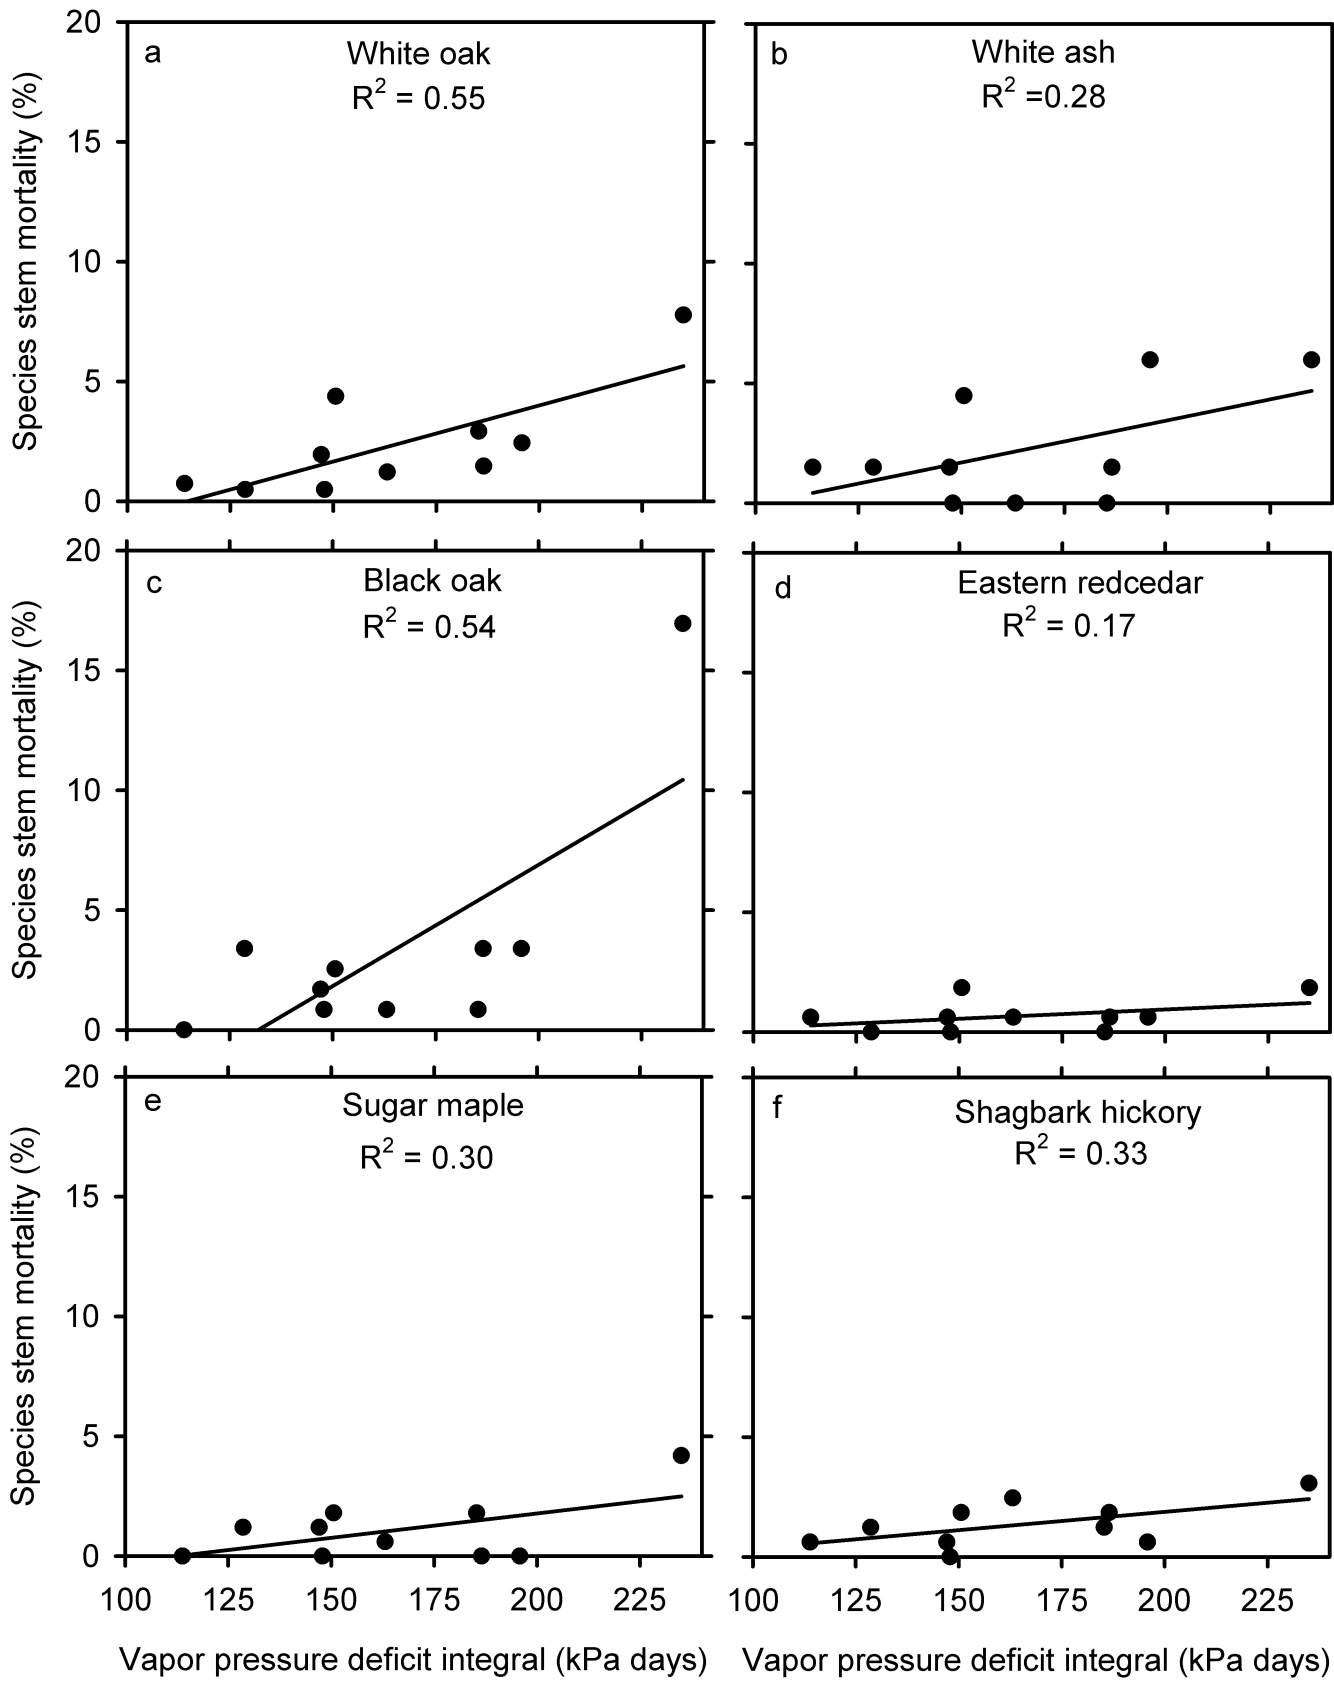 a
White oak
R² = 0.55
Species stem mortality (%)
20
15
10
5
0
b
White ash
R² =0.28
c
Black oak
R² = 0.54
Species stem mortality (%)
20
15
10
5
0
d
Eastern redcedar
R² = 0.17
e
Sugar maple
R² = 0.30
Species stem mortality (%)
20
15
10
5
0
100 125 150 175 200 225
Vapor pressure deficit integral (kPa days)
f
Shagbark hickory
R² = 0.33
100 125 150 175 200 225
Vapor pressure deficit integral (kPa days)